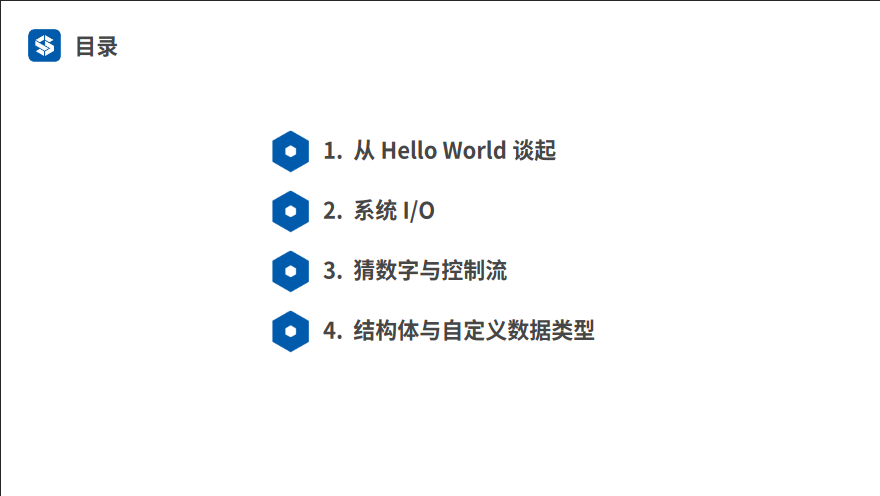 目录
1. 从 Hello World 谈起
2. 系统 I/O
3. 猜数字与控制流
4. 结构体与自定义数据类型